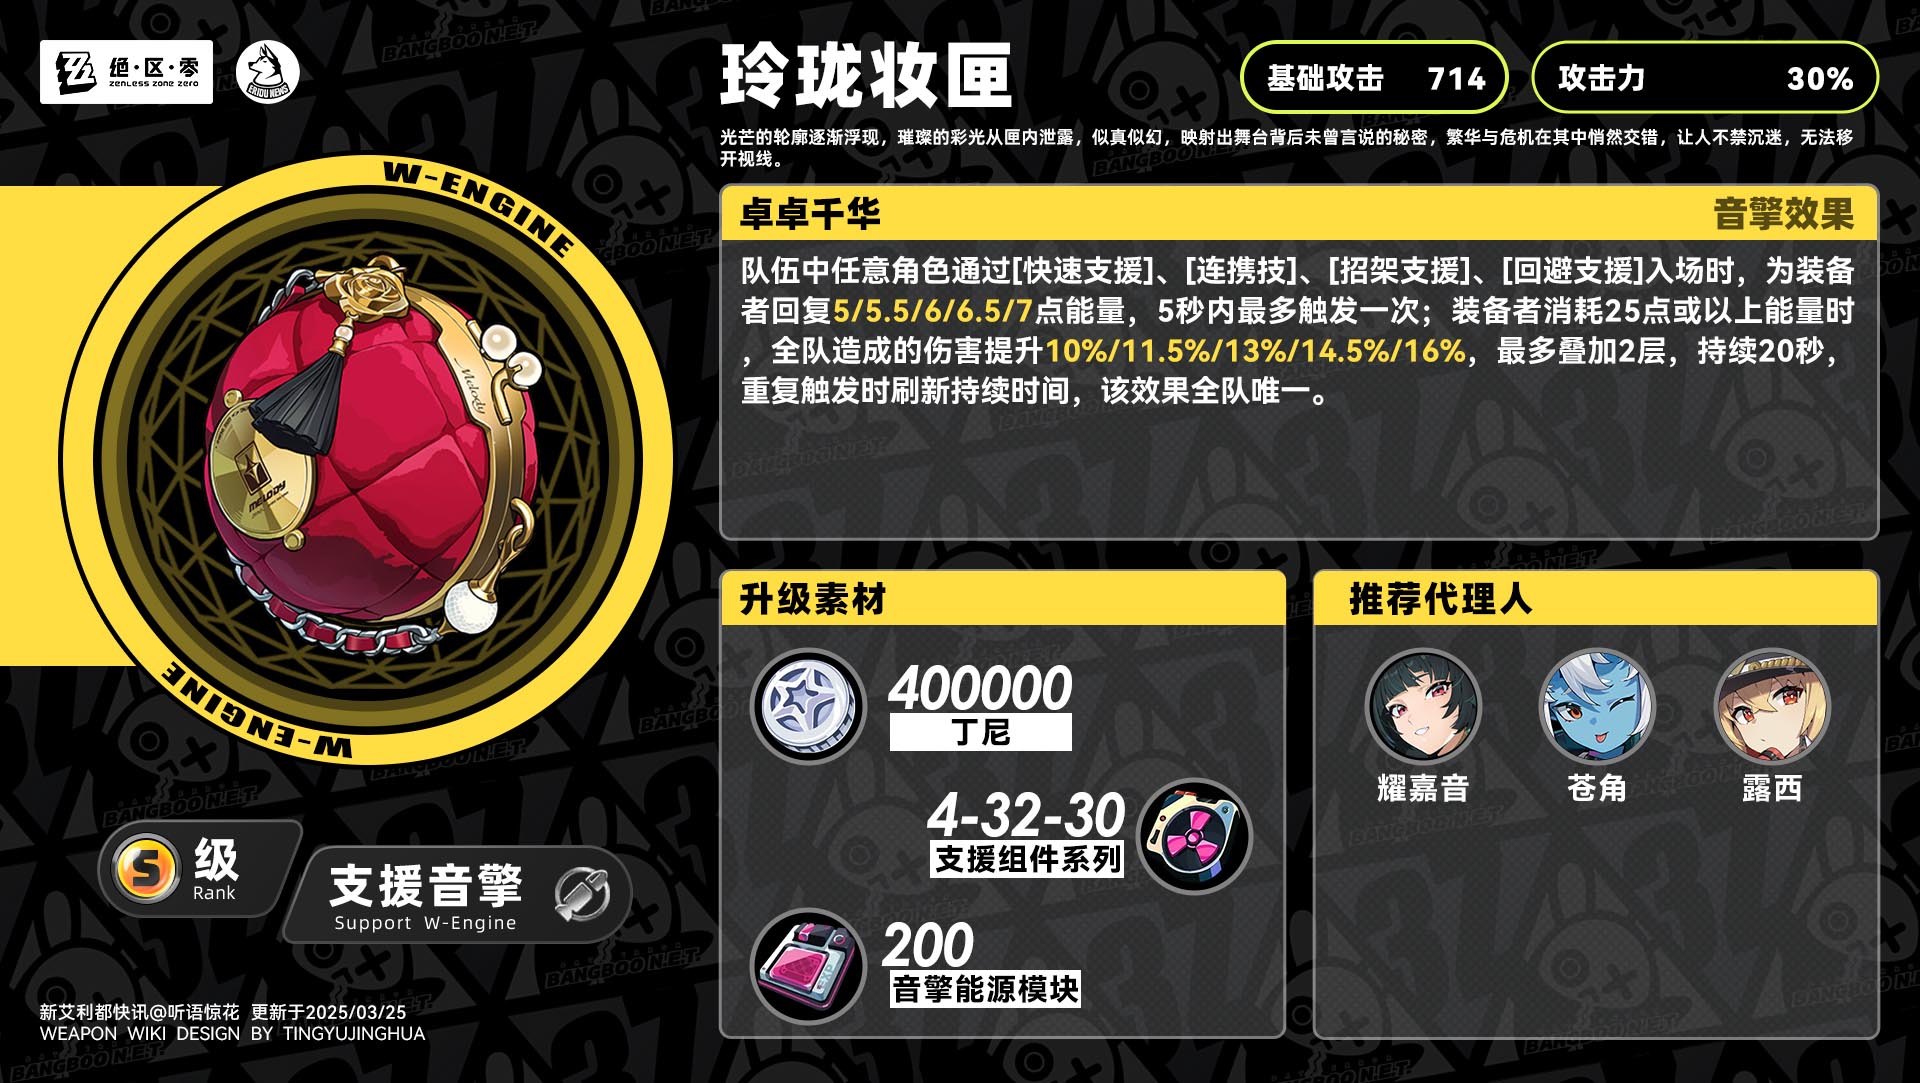 绝·区·零
ZENLESS ZONE ZERO
ERIDU NEWS
玲珑妆匣
基础攻击 714
攻击力 30%
光芒的轮廓逐渐浮现，璀璨的彩光从匣内泄露，似真似幻，映射出舞台背后未曾言说的秘密，繁华与危机在其中悄然交错，让人不禁沉迷，无法移
开视线。
W-ENGINE
Melody
MELODY
W-ENGINE
卓卓千华
音擎效果
队伍中任意角色通过[快速支援]、[连携技]、[招架支援]、[回避支援]入场时，为装备
者回复5/5.5/6/6.5/7点能量，5秒内最多触发一次；装备者消耗25点或以上能量时
，全队造成的伤害提升10%/11.5%/13%/14.5%/16%，最多叠加2层，持续20秒，
重复触发时刷新持续时间，该效果全队唯一。
升级素材
400000
丁尼
4-32-30
支援组件系列
200
音擎能源模块
推荐代理人
耀嘉音
苍角
露西
S
级
Rank
支援音擎
Support W-Engine
新艾利都快讯@听语惊花 更新于2025/03/25
WEAPON WIKI DESIGN BY TINGYUJINGHUA
BANGBOO N.E.T.